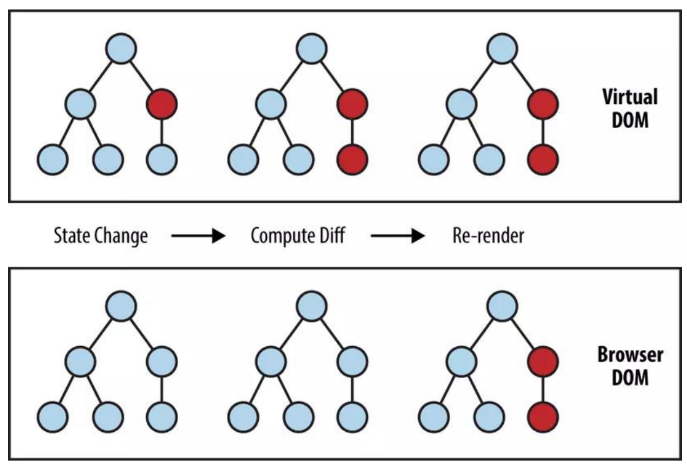 Virtual
DOM
State Change
Compute Diff
Re-render
Browser
DOM